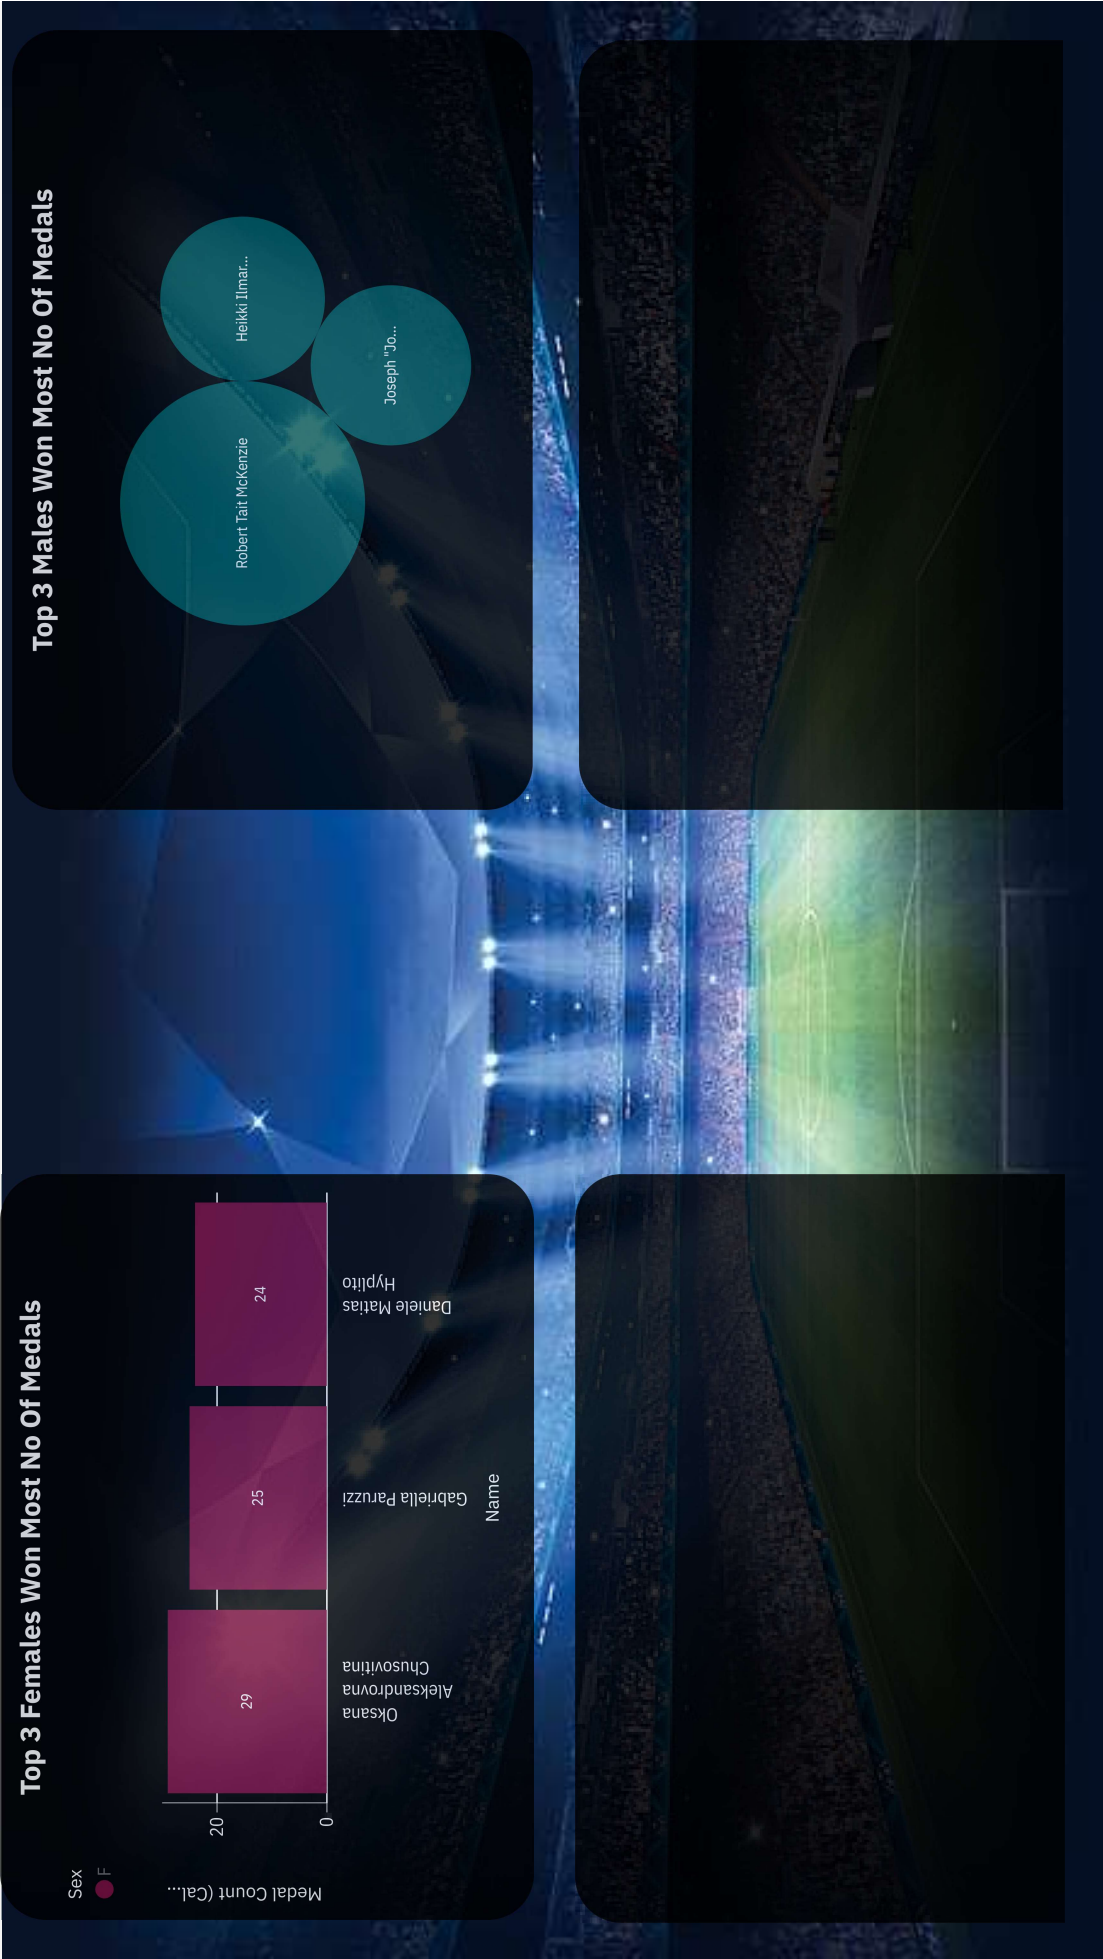 Top 3 Females Won Most No Of Medals
Sex
F
Medal Count (Cal...
20
0
29
25
24
Oksana
Aleksandrovna
Chusovitina
Gabriella Paruzzi
Daniele Matias
Hyplito
Name
Top 3 Males Won Most No Of Medals
Robert Tait McKenzie
Heikki Ilmar...
Joseph "Jo...